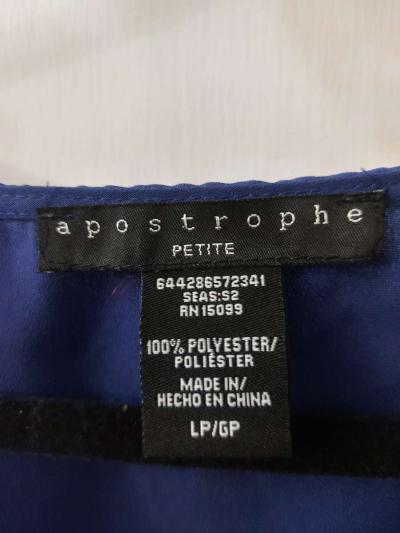 apostrophe
PETITE
644286572341
SEAS:S2
RN15099
100% POLYESTER/
POLIÉSTER
MADE IN/
HECHO EN CHINA
LP/GP